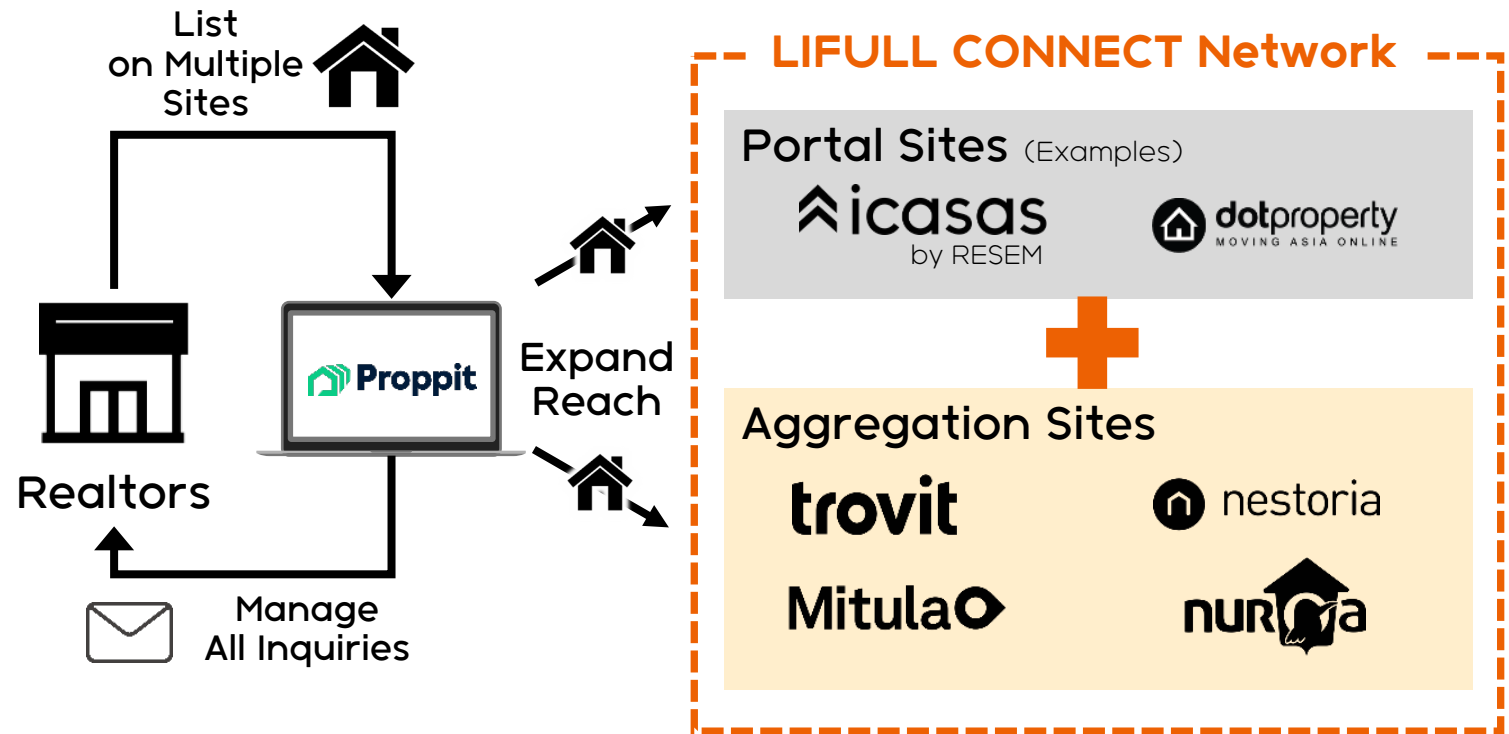 List
on Multiple
Sites
Realtors
Proppit
Manage
All Inquiries
Expand
Reach
LIFULL CONNECT Network
Portal Sites (Examples)
icasas
by RESEM
dotproperty
MOVING ASIA ONLINE
Aggregation Sites
trovit
nestoria
Mitula
nuroa